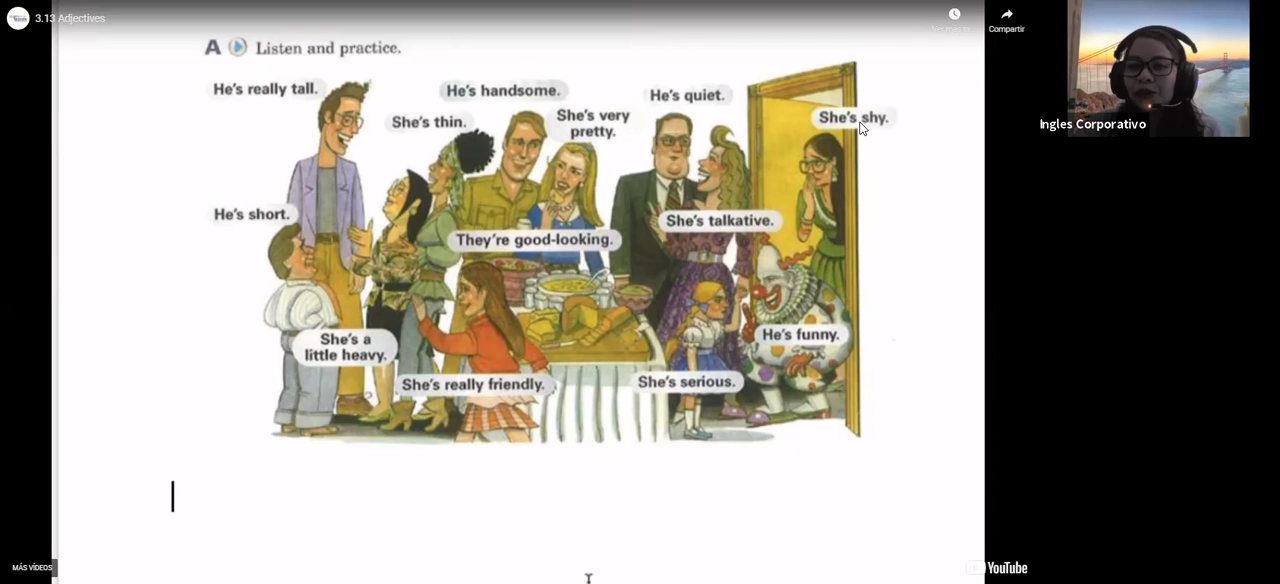 3.13 Adjectives
A Listen and practice.
He's really tall.
He's handsome.
He's quiet.
She's thin.
She's very
pretty.
She's shy.
He's short.
She's talkative.
They're good-looking.
She's a
little heavy.
He's funny.
She's really friendly.
She's serious.
Compartir
Ingles Corporativo
MÁS VÍDEOS
YouTube